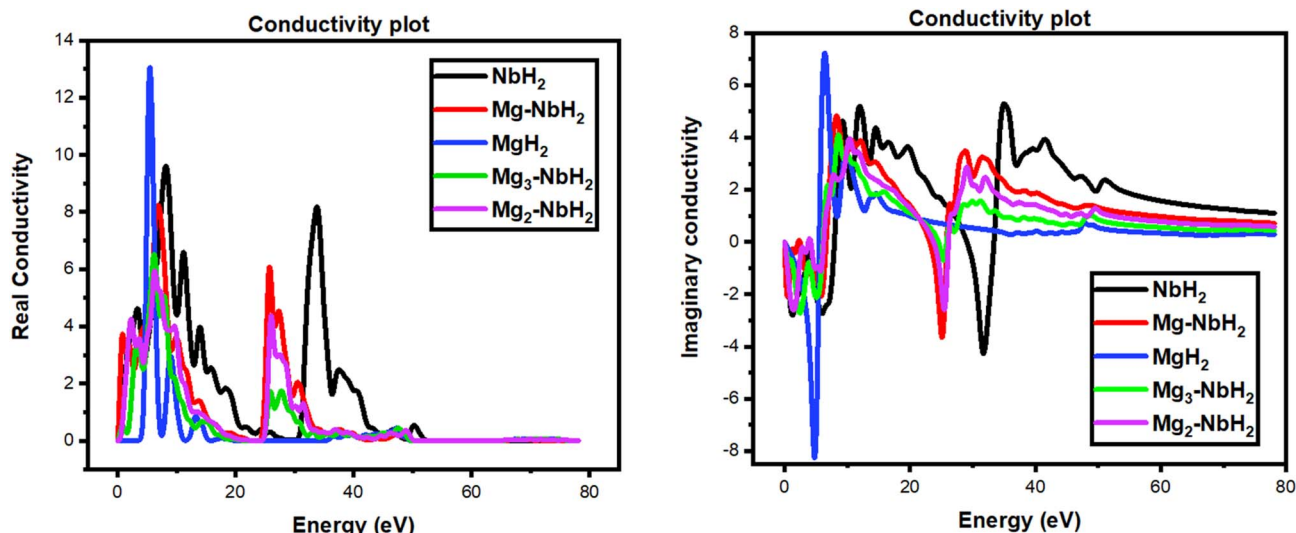 Conductivity plot
Real Conductivity
14
12
10
8
6
4
2
0
0 20 40 60 80
Energy (eV)
NbH₂
Mg-NbH₂
MgH₂
Mg₃-NbH₂
Mg₂-NbH₂
Conductivity plot
Imaginary conductivity
8
6
4
2
0
-2
-4
-6
-8
0 20 40 60 80
Energy (eV)
NbH₂
Mg-NbH₂
MgH₂
Mg₃-NbH₂
Mg₂-NbH₂